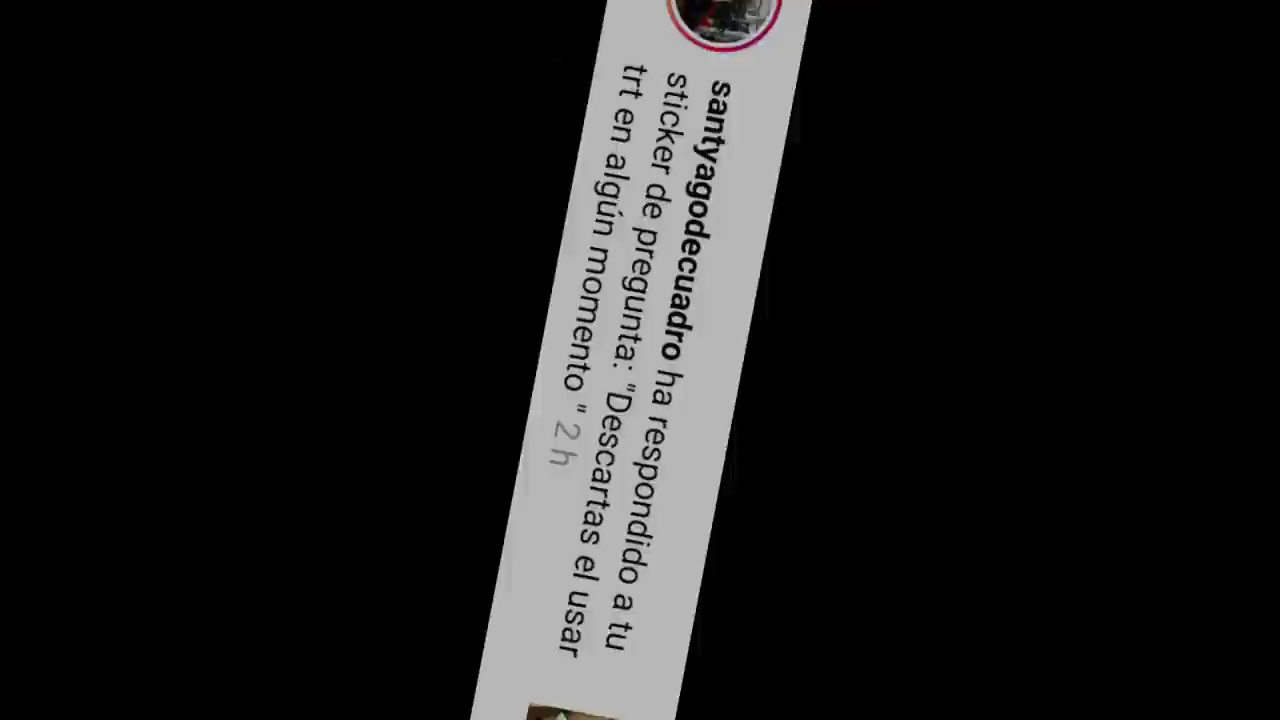 santyagodecuadro ha respondido a tu
sticker de pregunta: "Descartas el usar
trt en algún momento " 2 h